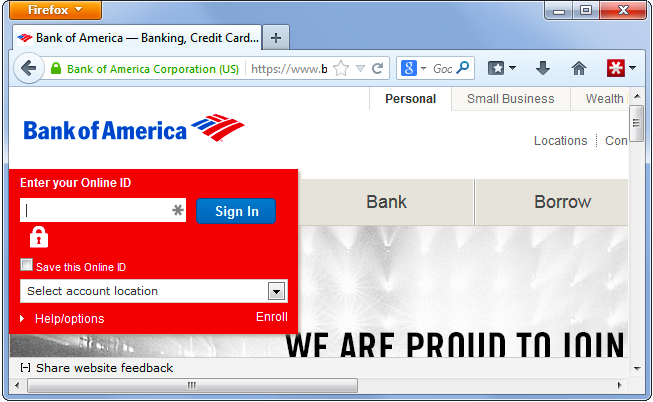 Firefox
Bank of America — Banking, Credit Card...
Bank of America Corporation (US)
https://www.b
Personal
Small Business
Wealth
Bank of America
Locations
Enter your Online ID
Sign In
Bank
Borrow
Save this Online ID
Select account location
Help/options
Enroll
WE ARE PROUD TO JOIN
[-] Share website feedback